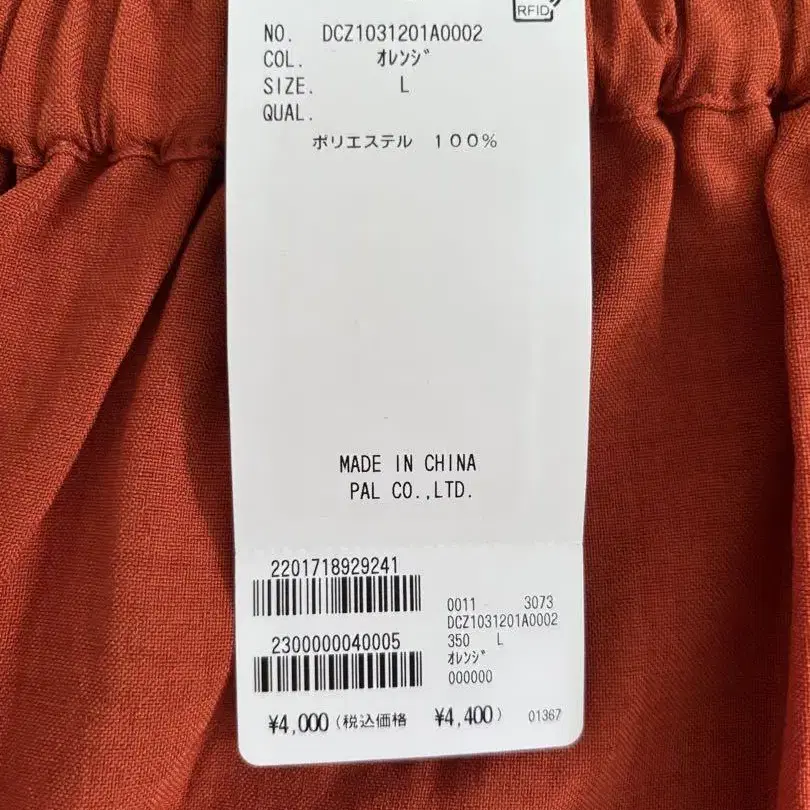 RFID
NO. DCZ1031201A0002
COL. ｵﾚﾝｼﾞ
SIZE. L
QUAL.
ポリエステル １００％
MADE IN CHINA
PAL CO.,LTD.
2201718929241
2300000040005
0011 3073
DCZ1031201A0002
350 L
ｵﾚﾝｼﾞ
000000
¥4,000(税込価格 ¥4,400) 01367